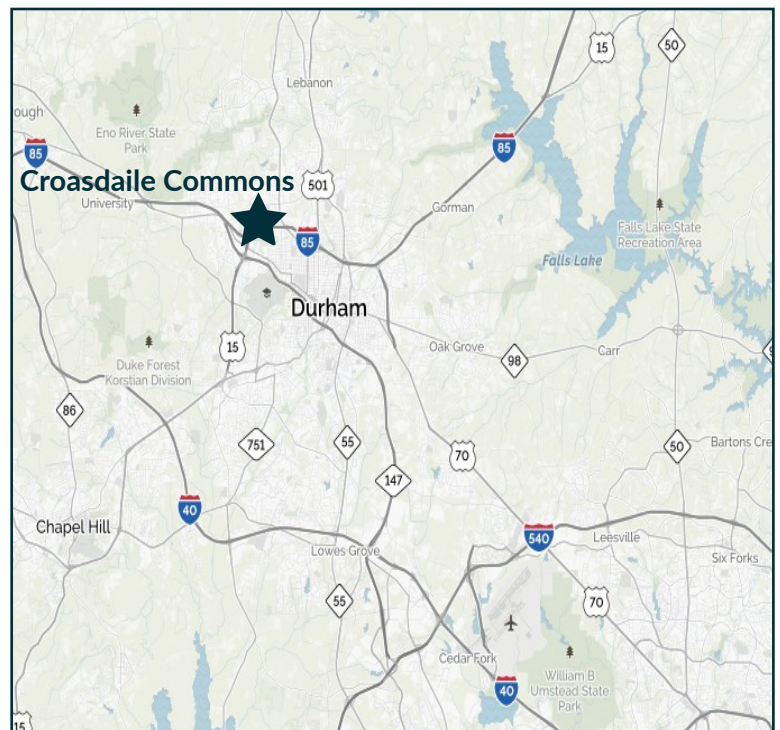 15
50
Lebanon
ough
Eno River State
Park
85
85
Croasdaile Commons
501
University
Gorman
Falls Lake State
Recreation Area
85
Falls Lake
Durham
15
Oak Grove
98
Carr
Duke Forest
Korstian Division
86
751
55
70
50
Bartons Cre
147
40
Chapel Hill
540
Leesville
Lowes Grove
Six Forks
55
70
Cedar Fork
William B
Umstead State
Park
40
15